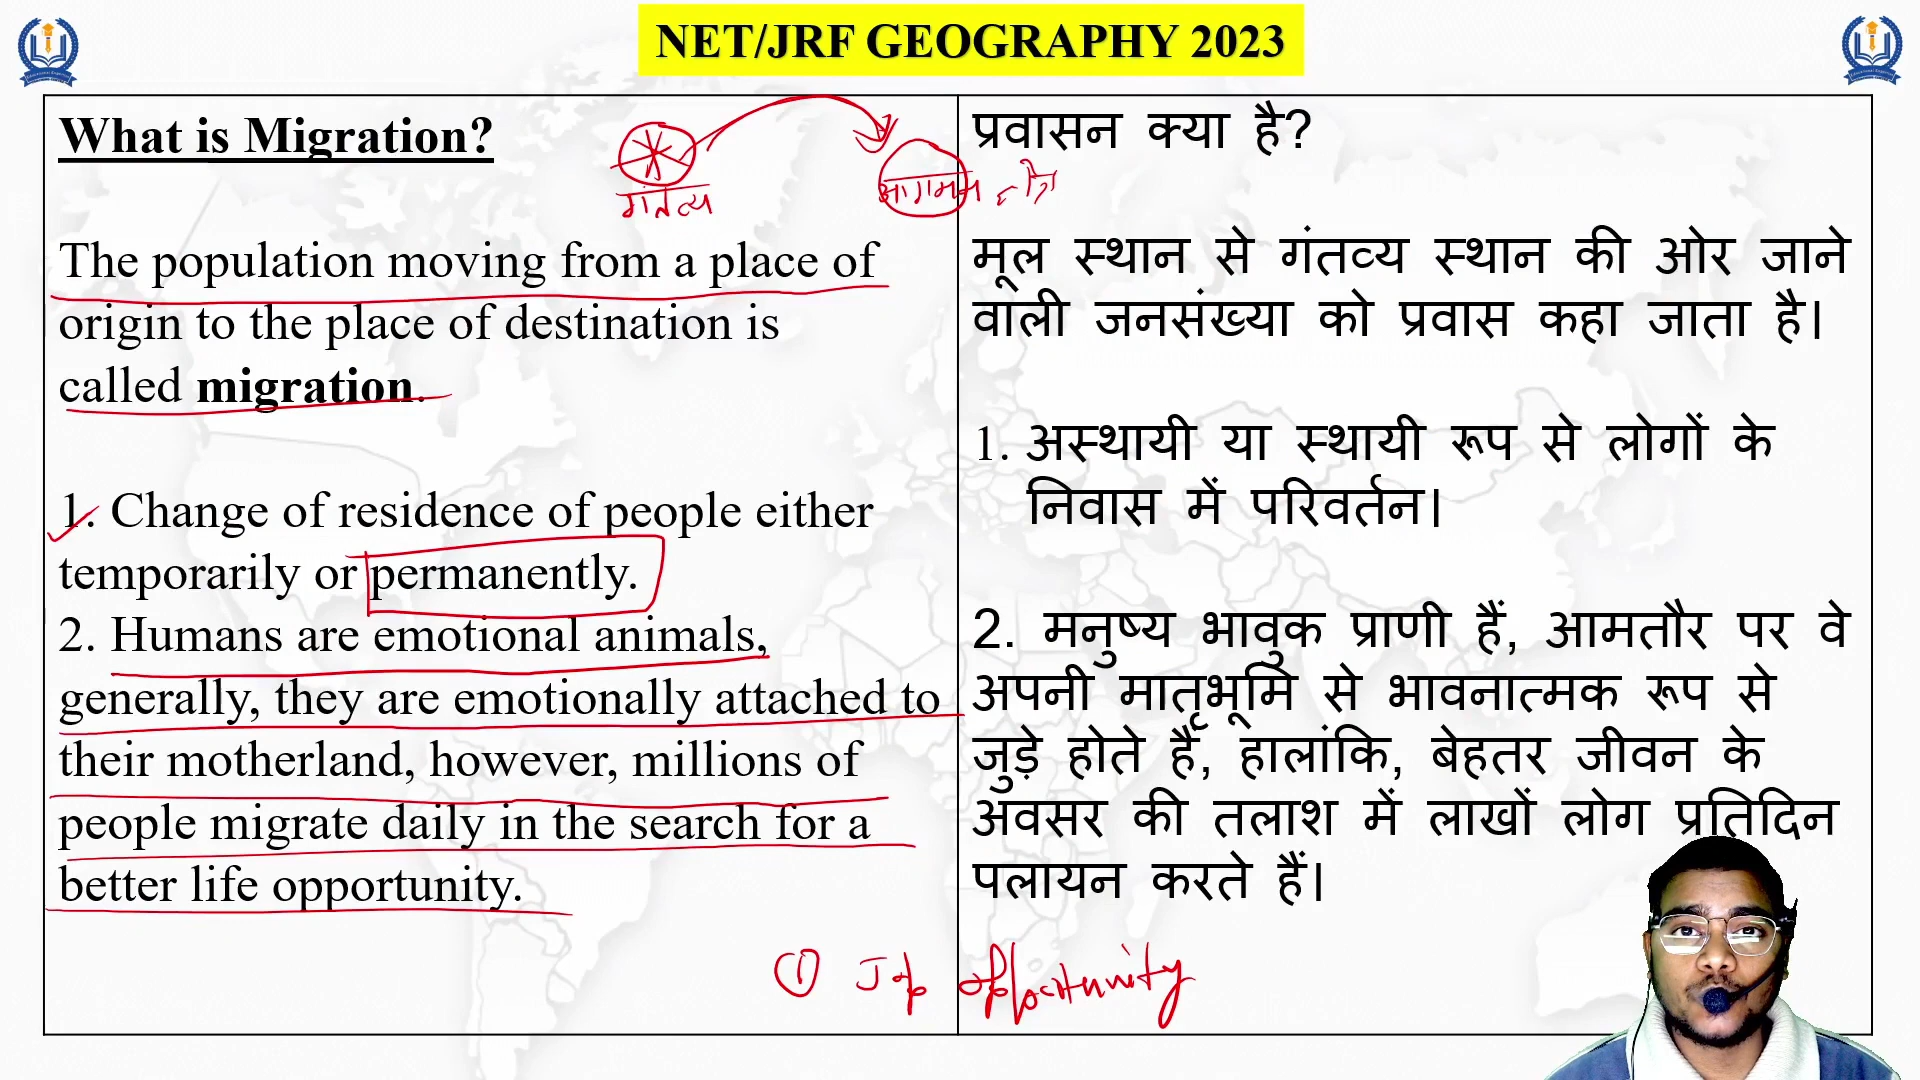 NET/JRF GEOGRAPHY 2023
What is Migration?
गंतव्य
आगमन
The population moving from a place of
origin to the place of destination is
called migration.
1. Change of residence of people either
temporarily or permanently.
2. Humans are emotional animals,
generally, they are emotionally attached to
their motherland, however, millions of
people migrate daily in the search for a
better life opportunity.
प्रवासन क्या है?
मूल स्थान से गंतव्य स्थान की ओर जाने
वाली जनसंख्या को प्रवास कहा जाता है।
1. अस्थायी या स्थायी रूप से लोगों के
निवास में परिवर्तन।
2. मनुष्य भावुक प्राणी हैं, आमतौर पर वे
अपनी मातृभूमि से भावनात्मक रूप से
जुड़े होते हैं, हालांकि, बेहतर जीवन के
अवसर की तलाश में लाखों लोग प्रतिदिन
पलायन करते हैं।
① Job opportunity